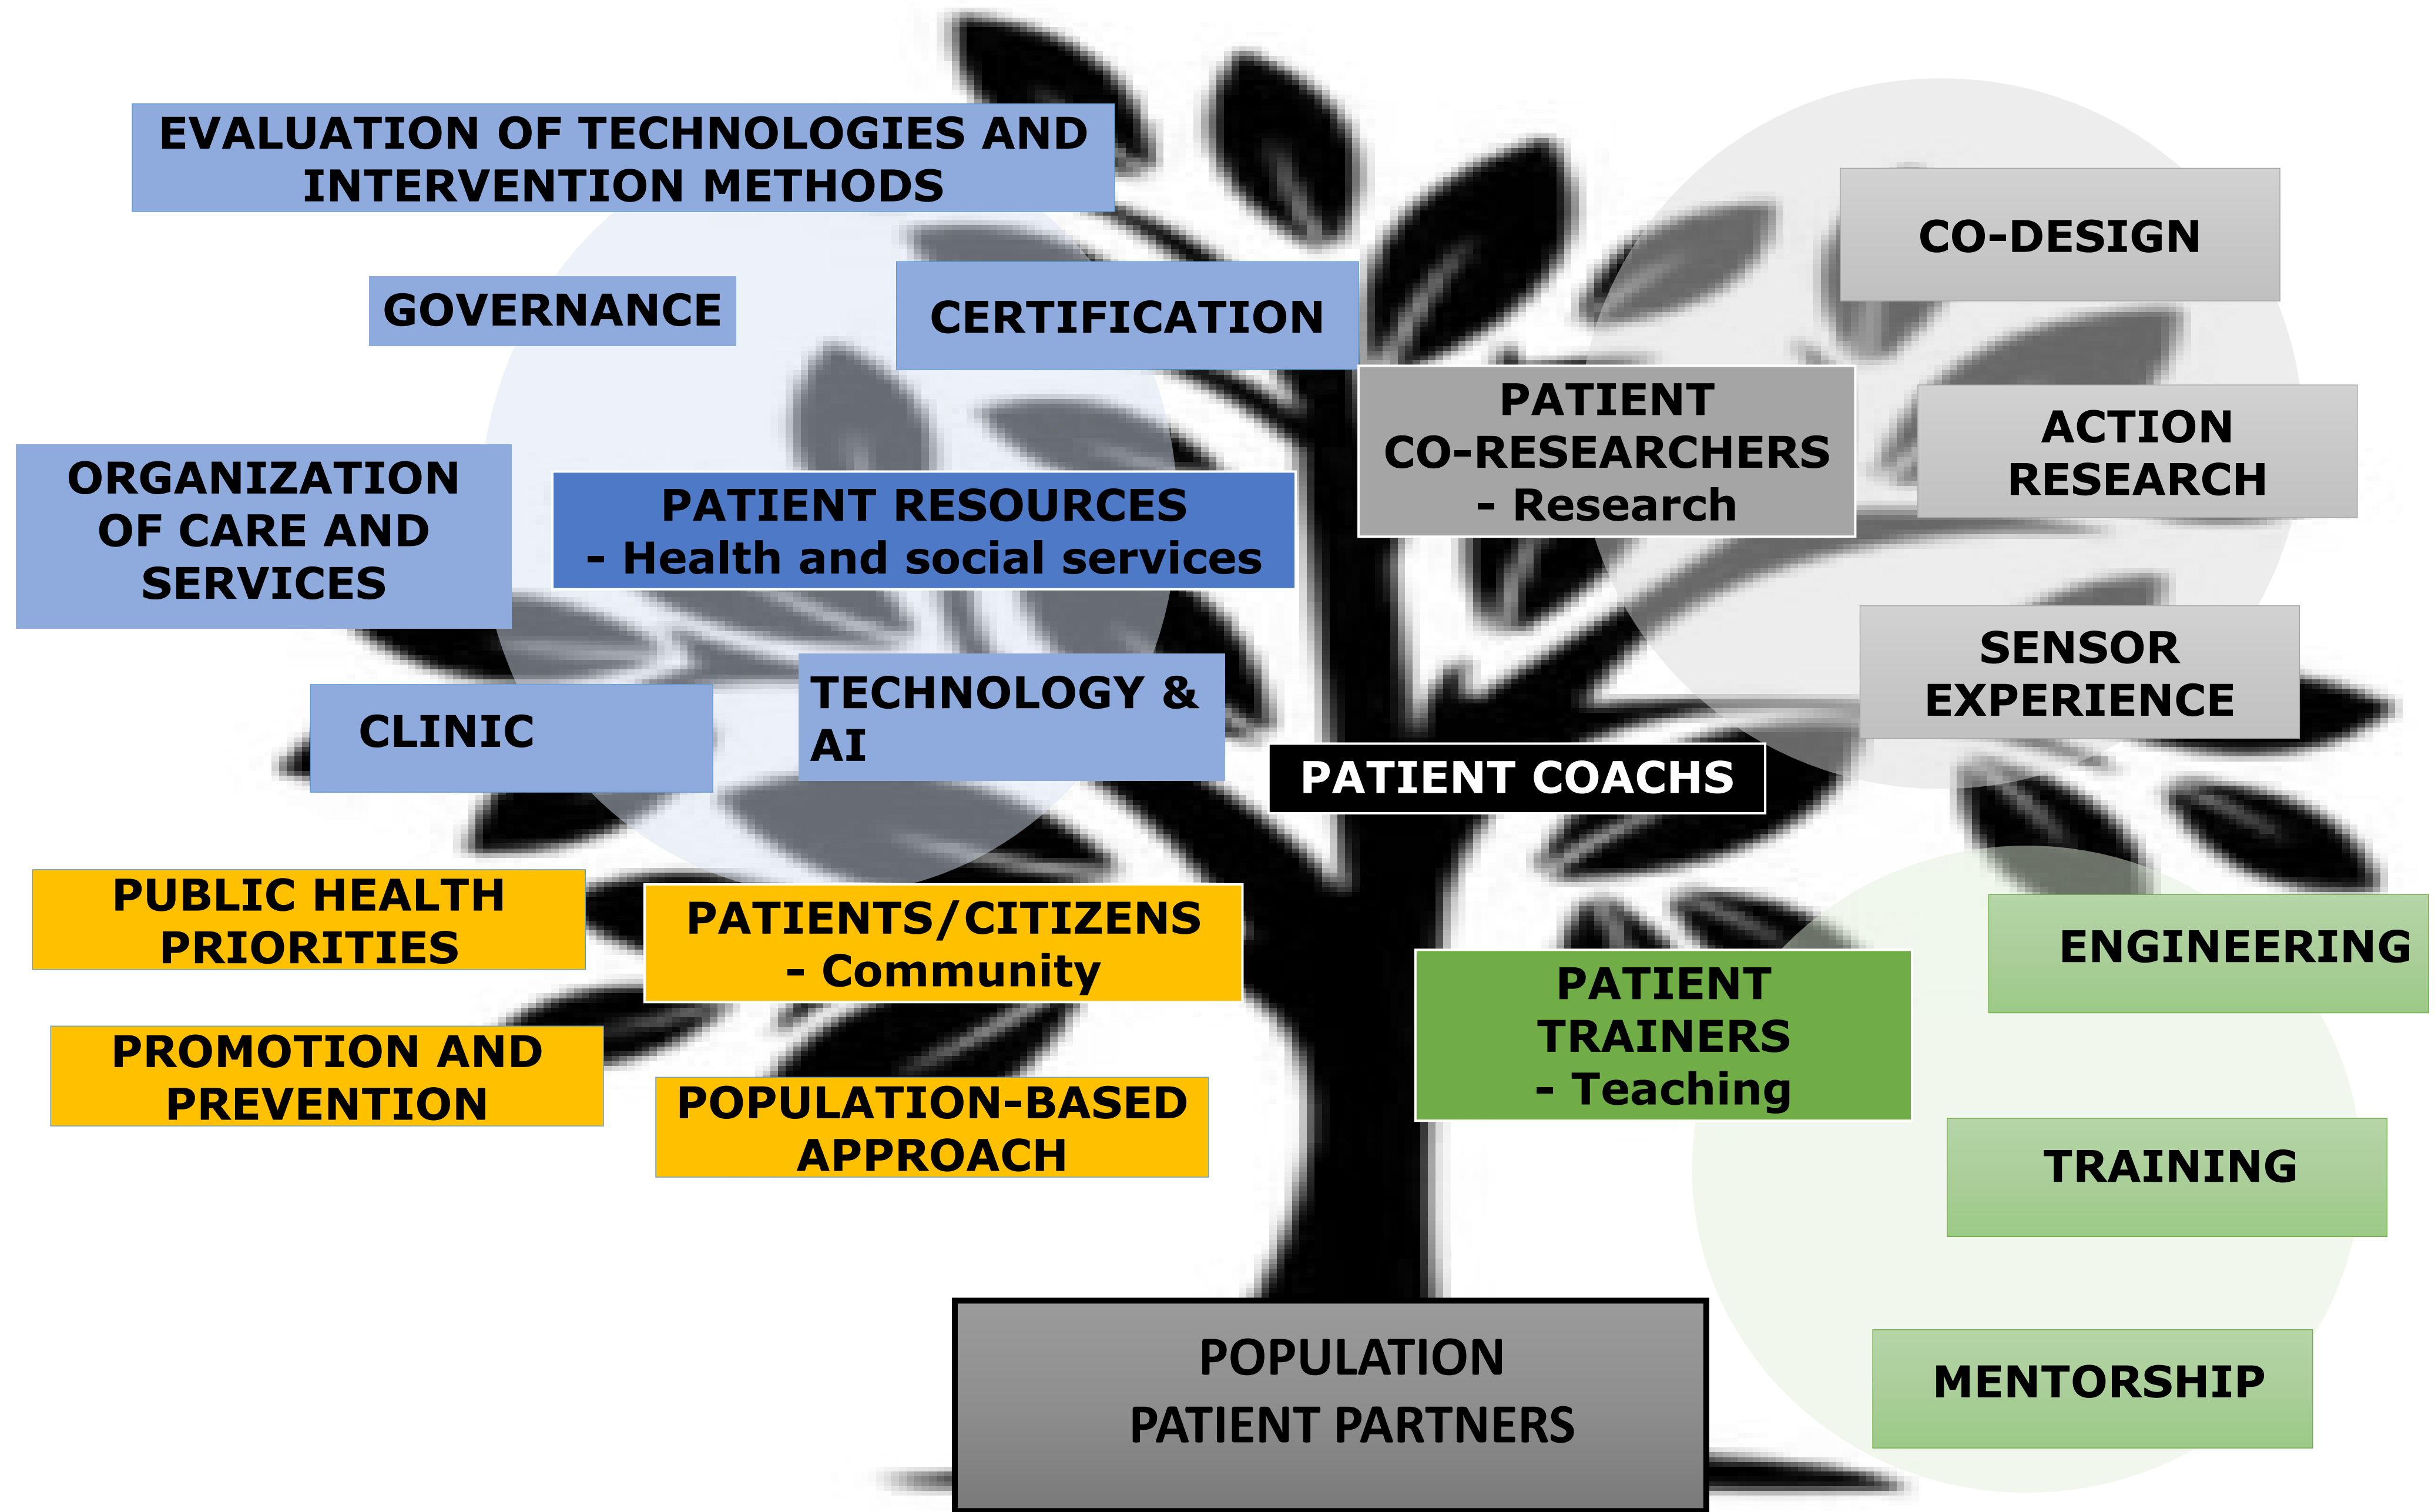 EVALUATION OF TECHNOLOGIES AND
INTERVENTION METHODS
GOVERNANCE
CERTIFICATION
ORGANIZATION
OF CARE AND
SERVICES
PATIENT RESOURCES
- Health and social services
CLINIC
TECHNOLOGY &
AI
PATIENT
CO-RESEARCHERS
- Research
CO-DESIGN
ACTION
RESEARCH
SENSOR
EXPERIENCE
PATIENT COACHS
PUBLIC HEALTH
PRIORITIES
PATIENTS/CITIZENS
- Community
PROMOTION AND
PREVENTION
POPULATION-BASED
APPROACH
PATIENT
TRAINERS
- Teaching
ENGINEERING
TRAINING
MENTORSHIP
POPULATION
PATIENT PARTNERS